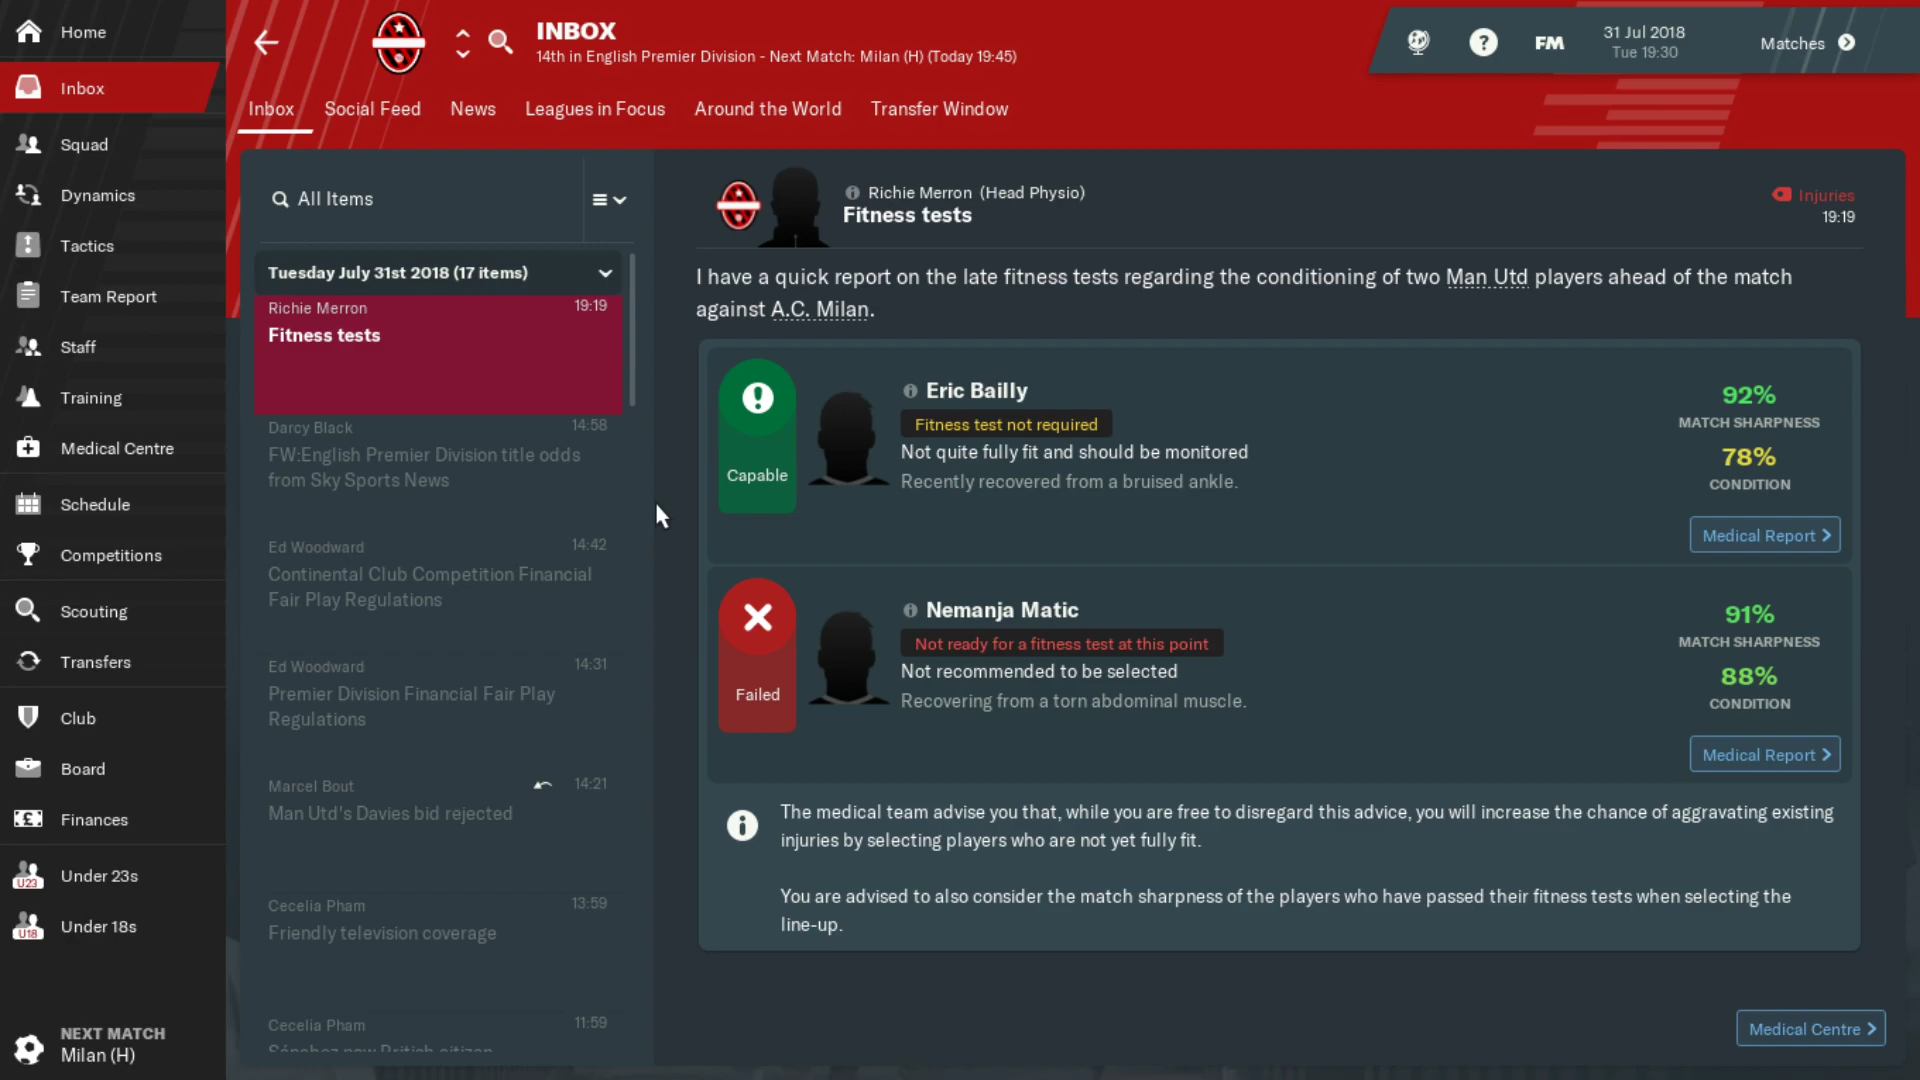 Home
Inbox
Squad
Dynamics
Tactics
Team Report
Staff
Training
Medical Centre
Schedule
Competitions
Scouting
Transfers
Club
Board
Finances
U23
Under 23s
U18
Under 18s
NEXT MATCH
Milan (H)
INBOX
14th in English Premier Division - Next Match: Milan (H) (Today 19:45)
FM
31 Jul 2018
Tue 19:30
Matches
Inbox Social Feed News Leagues in Focus Around the World Transfer Window
All Items
Tuesday July 31st 2018 (17 items)
Richie Merron 19:19
Fitness tests
Darcy Black 14:58
FW:English Premier Division title odds
from Sky Sports News
Ed Woodward 14:42
Continental Club Competition Financial
Fair Play Regulations
Ed Woodward 14:31
Premier Division Financial Fair Play
Regulations
Marcel Bout 14:21
Man Utd's Davies bid rejected
Cecelia Pham 13:59
Friendly television coverage
Cecelia Pham 11:59
Sánchez now British citizen
Richie Merron (Head Physio)
Fitness tests
Injuries
19:19
I have a quick report on the late fitness tests regarding the conditioning of two Man Utd players ahead of the match
against A.C. Milan.
Capable
Eric Bailly
Fitness test not required
Not quite fully fit and should be monitored
Recently recovered from a bruised ankle.
92%
MATCH SHARPNESS
78%
CONDITION
Medical Report
Failed
Nemanja Matic
Not ready for a fitness test at this point
Not recommended to be selected
Recovering from a torn abdominal muscle.
91%
MATCH SHARPNESS
88%
CONDITION
Medical Report
The medical team advise you that, while you are free to disregard this advice, you will increase the chance of aggravating existing
injuries by selecting players who are not yet fully fit.
You are advised to also consider the match sharpness of the players who have passed their fitness tests when selecting the
line-up.
Medical Centre